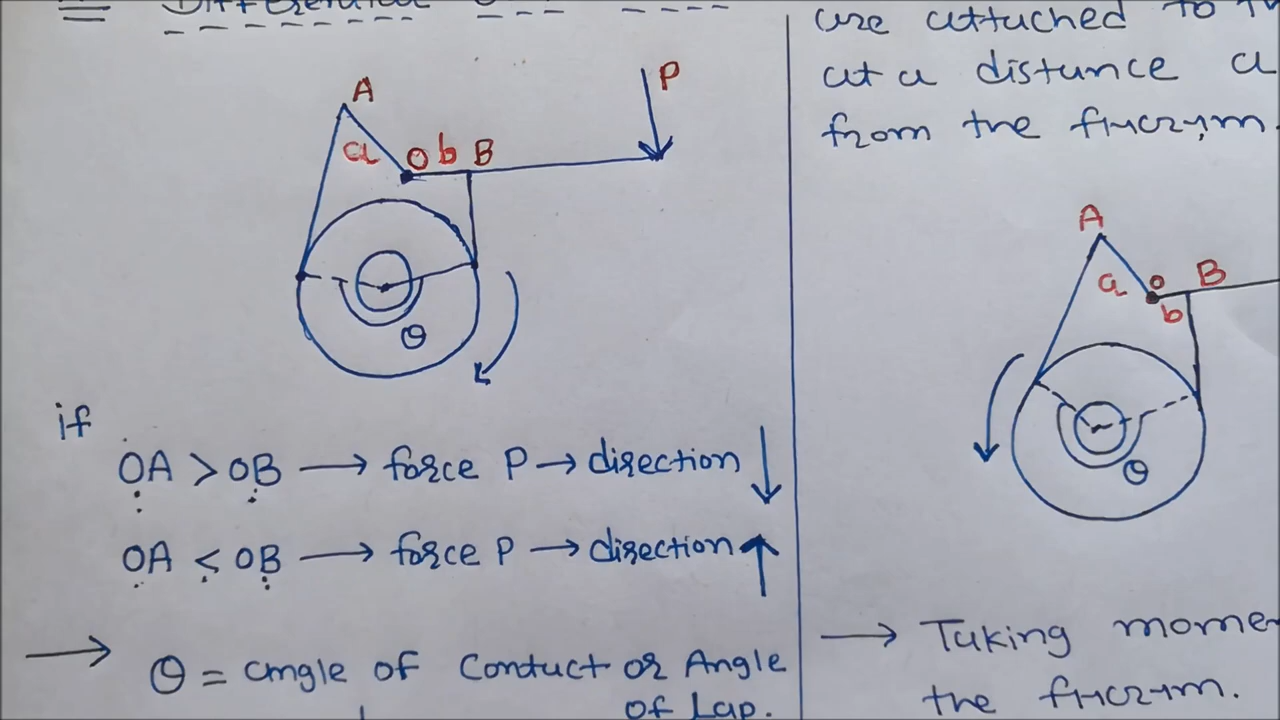 Differential
A
P
a
O b B
θ
if
OA > OB → force P → direction ↓
OA < OB → force P → direction ↑
→ θ = angle of Contact or Angle
of Lap.
are attached to
at a distance a
from the fulcrum.
A
a
O
B
b
θ
→ Taking mome
the fulcrum.